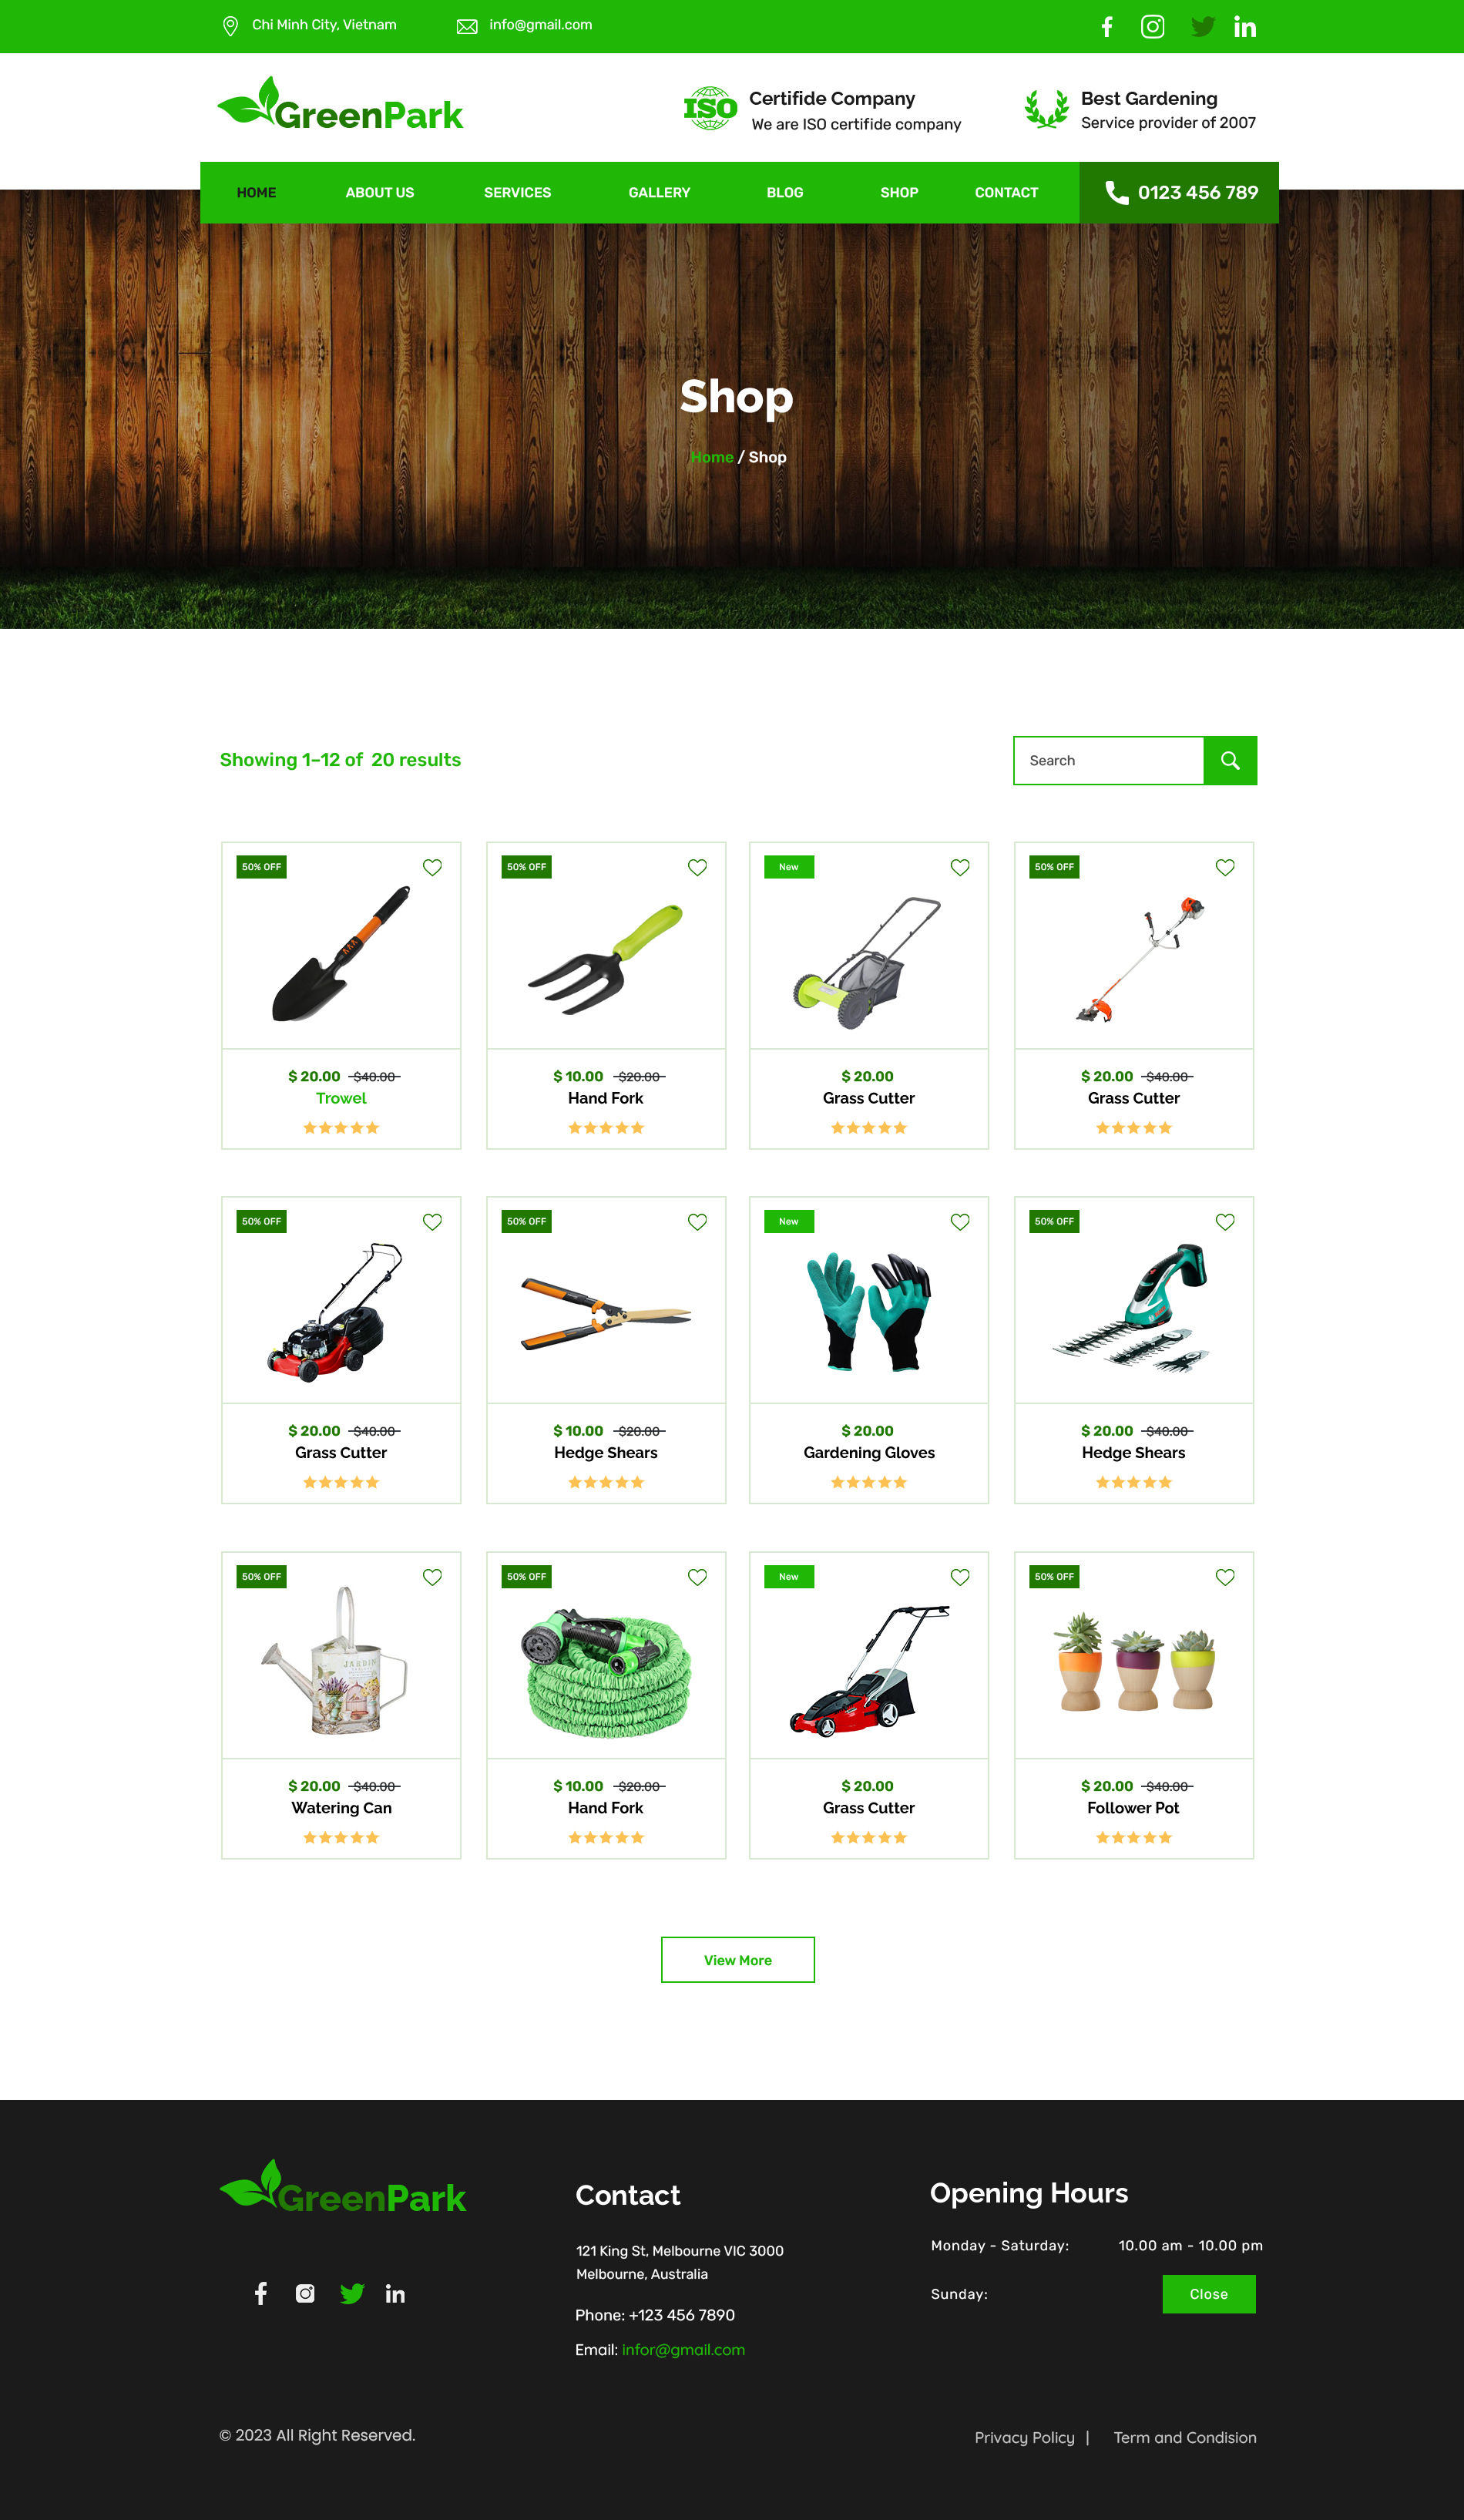 Chi Minh City, Vietnam
info@gmail.com
GreenPark
ISO
Certifide Company
We are ISO certifide company
Best Gardening
Service provider of 2007
HOME
ABOUT US
SERVICES
GALLERY
BLOG
SHOP
CONTACT
0123 456 789
Shop
Home / Shop
Showing 1–12 of 20 results
Search
50% OFF
$ 20.00 $40.00
Trowel
50% OFF
$ 10.00 $20.00
Hand Fork
New
$ 20.00
Grass Cutter
50% OFF
$ 20.00 $40.00
Grass Cutter
50% OFF
$ 20.00 $40.00
Grass Cutter
50% OFF
$ 10.00 $20.00
Hedge Shears
New
$ 20.00
Gardening Gloves
50% OFF
$ 20.00 $40.00
Hedge Shears
50% OFF
JARDIN
$ 20.00 $40.00
Watering Can
50% OFF
$ 10.00 $20.00
Hand Fork
New
$ 20.00
Grass Cutter
50% OFF
$ 20.00 $40.00
Follower Pot
View More
GreenPark
Contact
121 King St, Melbourne VIC 3000
Melbourne, Australia
Phone: +123 456 7890
Email: infor@gmail.com
Opening Hours
Monday - Saturday: 10.00 am - 10.00 pm
Sunday: Close
© 2023 All Right Reserved.
Privacy Policy | Term and Condision